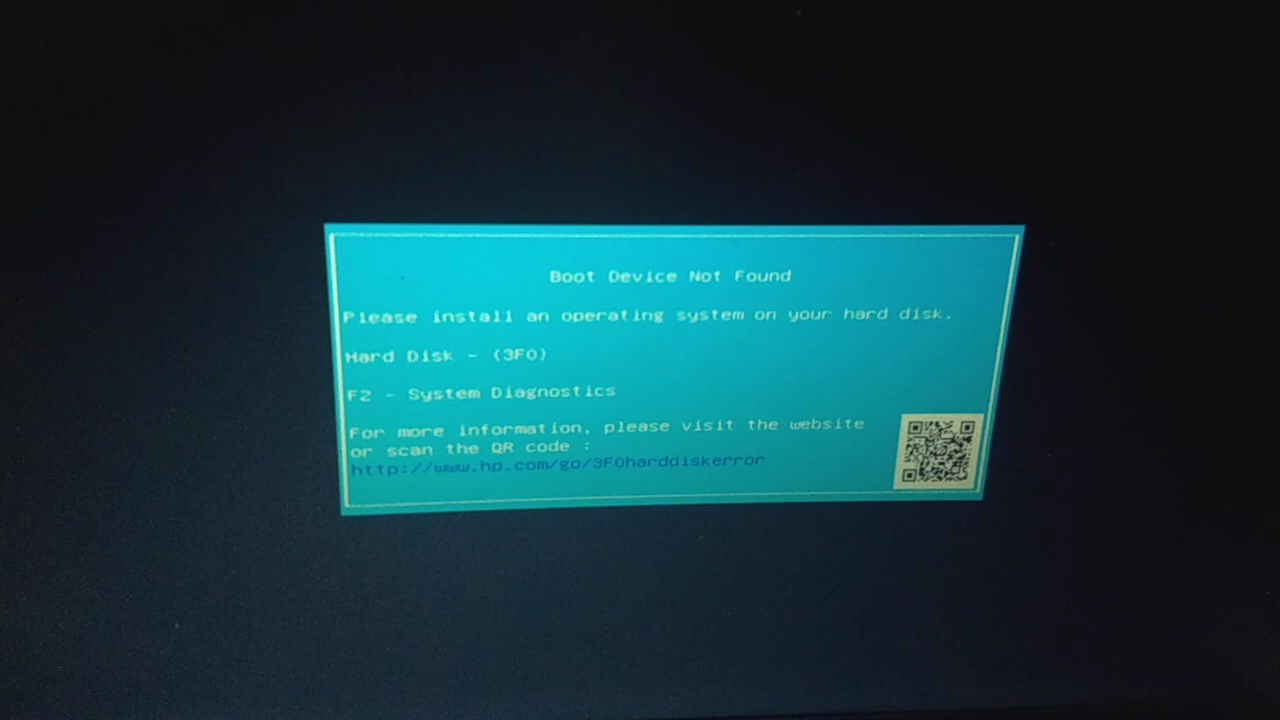 Boot Device Not Found
Please install an operating system on your hard disk.
Hard Disk - (3F0)
F2 - System Diagnostics
For more information, please visit the website
or scan the QR code :
http://www.hp.com/go/3F0harddiskerror